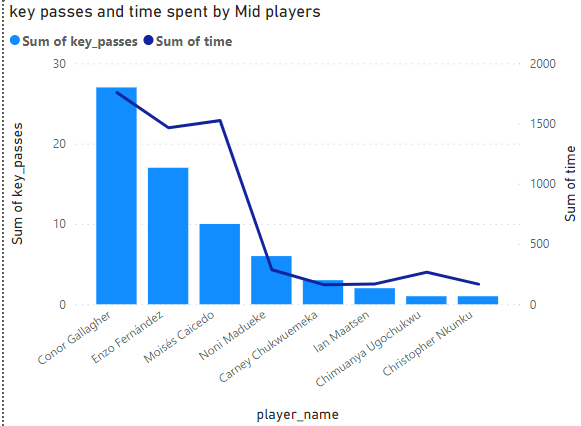 key passes and time spent by Mid players
Sum of key_passes Sum of time
30
20
10
0
Sum of key_passes
2000
1500
1000
500
0
Sum of time
Conor Gallagher
Enzo Fernández
Moisés Caicedo
Noni Madueke
Carney Chukwuemeka
Ian Maatsen
Chimuanya Ugochukwu
Christopher Nkunku
player_name